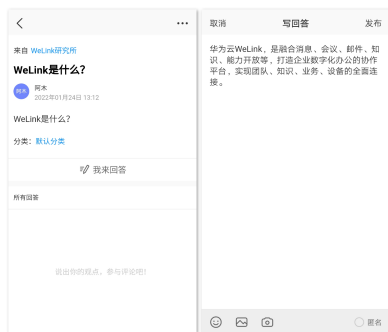 来自 WeLink研究所
WeLink是什么？
阿木
阿木
2022年01月24日 13:12
WeLink是什么？
分类：默认分类
我来回答
所有回答
说出你的观点，参与评论吧！
取消
写回答
发布
华为云WeLink，是融合消息、会议、邮件、知
识、能力开放等，打造企业数字化办公的协作
平台，实现团队、知识、业务、设备的全面连
接。
匿名